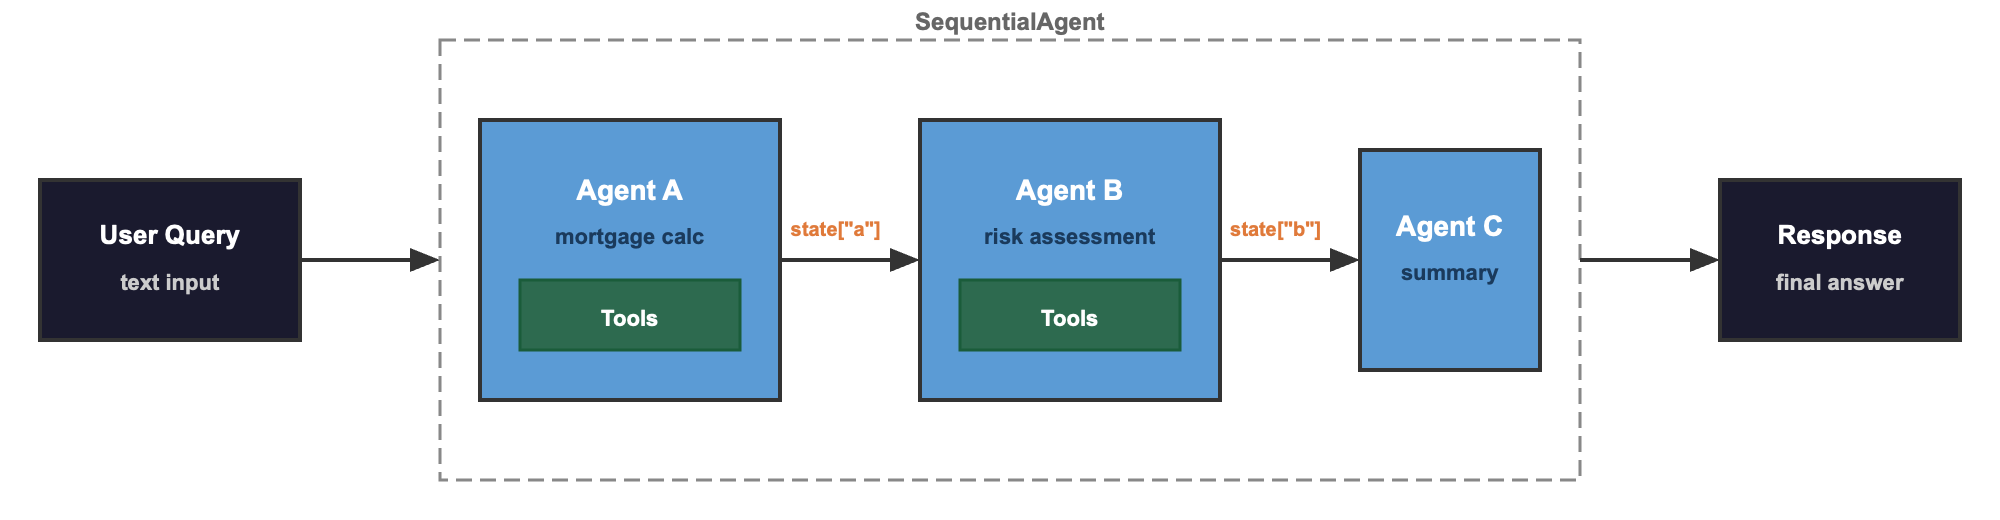 SequentialAgent
User Query
text input
Agent A
mortgage calc
Tools
state["a"]
Agent B
risk assessment
Tools
state["b"]
Agent C
summary
Response
final answer